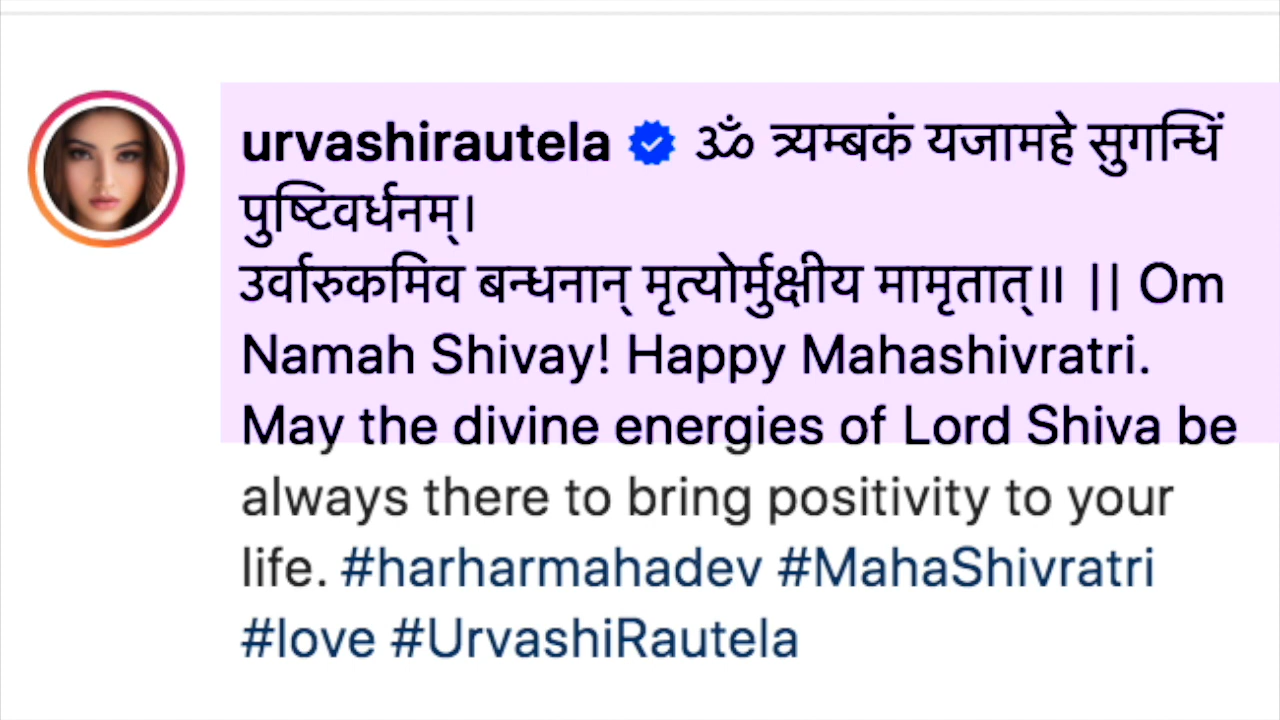 urvashirautela ॐ त्र्यम्बकं यजामहे सुगन्धिं
पुष्टिवर्धनम्।
उर्वारुकमिव बन्धनान् मृत्योर्मुक्षीय मामृतात्॥ || Om
Namah Shivay! Happy Mahashivratri.
May the divine energies of Lord Shiva be
always there to bring positivity to your
life. #harharmahadev #MahaShivratri
#love #UrvashiRautela